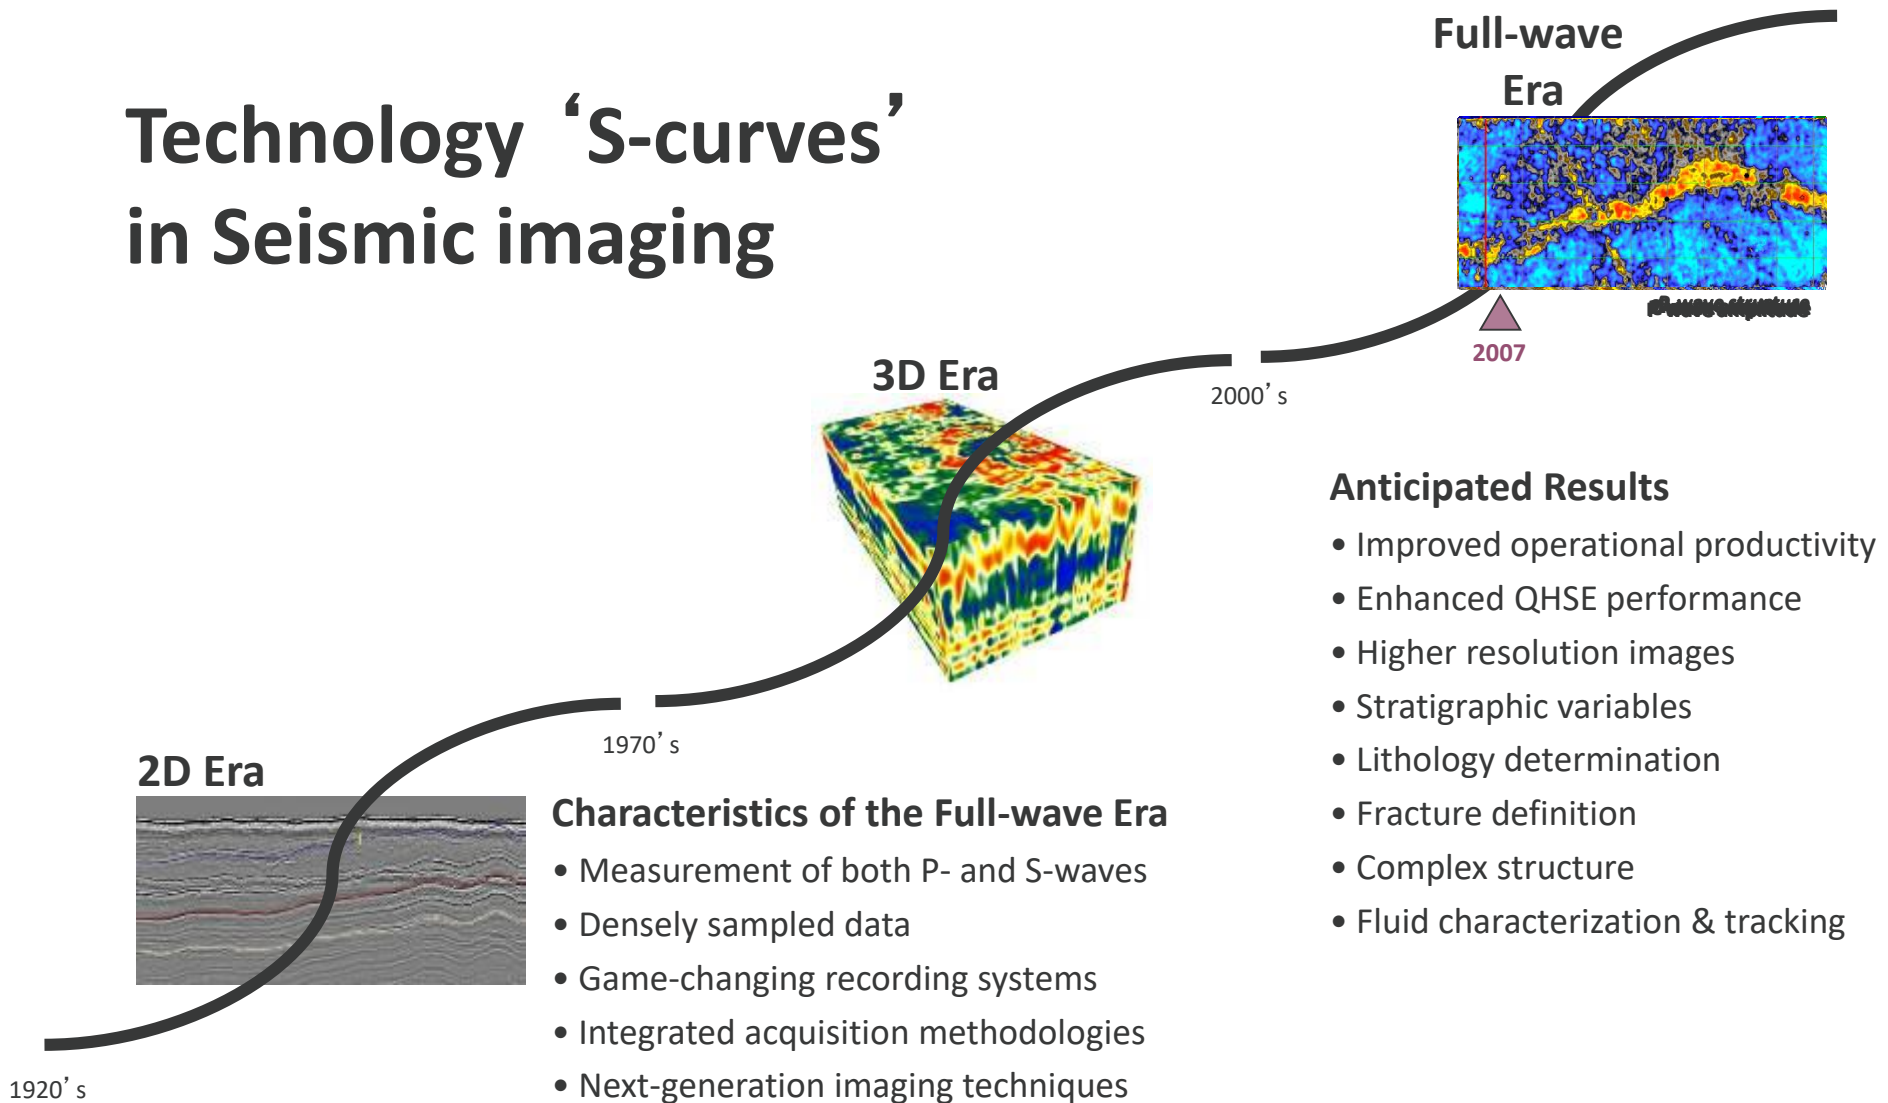 Technology ‘S-curves’
in Seismic imaging
Full-wave
Era
2007
3D Era
2000’s
1970’s
2D Era
1920’s
Characteristics of the Full-wave Era
• Measurement of both P- and S-waves
• Densely sampled data
• Game-changing recording systems
• Integrated acquisition methodologies
• Next-generation imaging techniques
Anticipated Results
• Improved operational productivity
• Enhanced QHSE performance
• Higher resolution images
• Stratigraphic variables
• Lithology determination
• Fracture definition
• Complex structure
• Fluid characterization & tracking